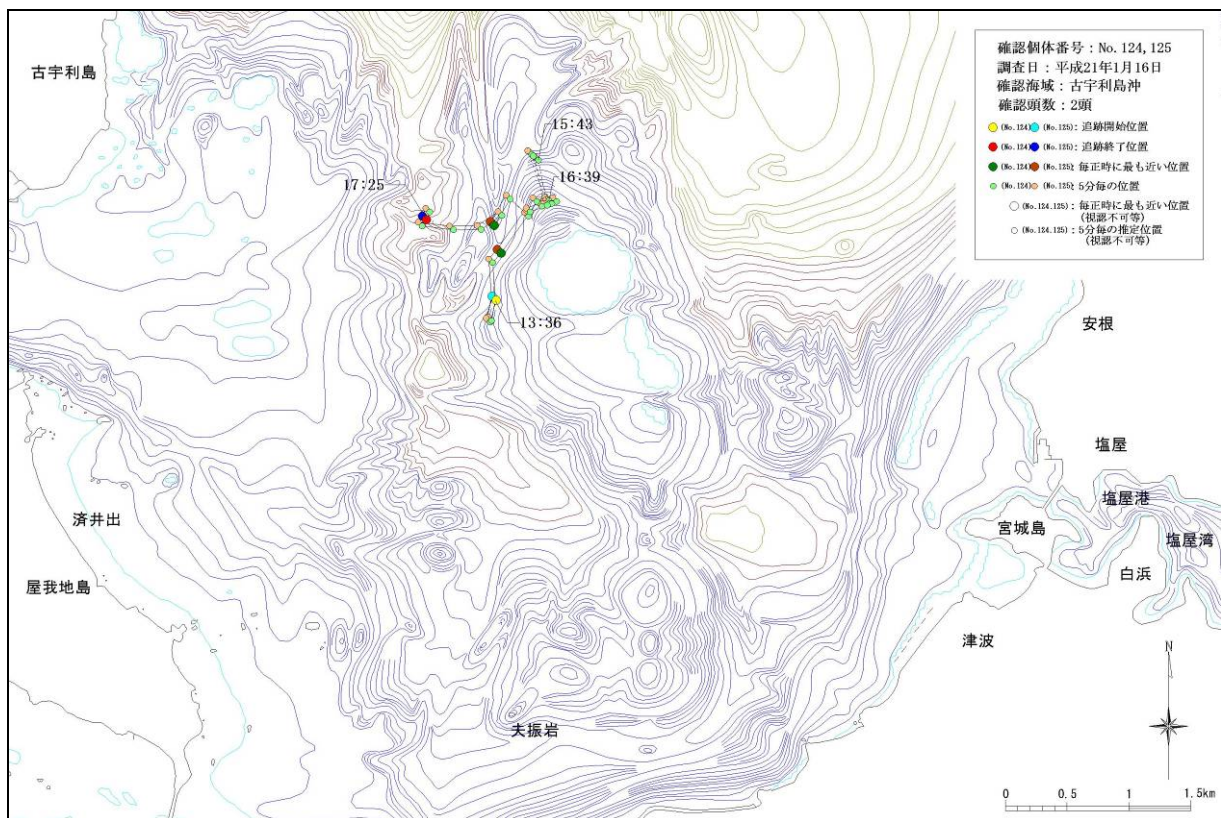 古宇利島
確認個体番号：No.124,125
調査日：平成21年1月16日
確認海域：古宇利島沖
確認頭数：2頭
(No.124) (No.125)：追跡開始位置
(No.124) (No.125)：追跡終了位置
(No.124) (No.125)：毎正時に最も近い位置
(No.124) (No.125)：5分毎の位置
(No.124.125)：毎正時に最も近い位置
(視認不可等)
(No.124.125)：5分毎の推定位置
(視認不可等)
15:43
17:25
16:39
13:36
安根
塩屋
塩屋港
済井出
宮城島
塩屋湾
白浜
屋我地島
津波
N
夫振岩
0 0.5 1 1.5km